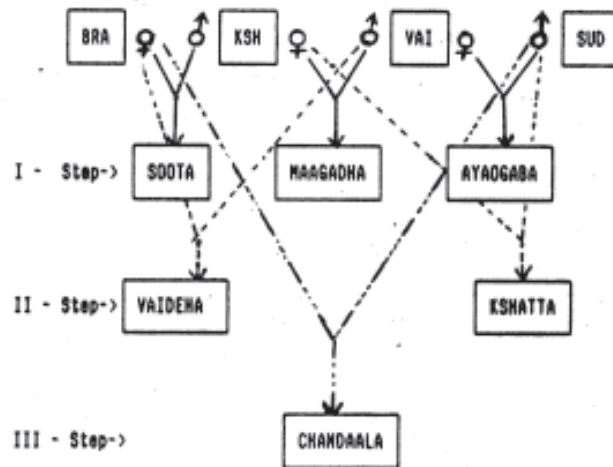 BRA KSH VAI SUD
I - Step-> SOOTA MAAGADHA AYAOGABA
II - Step-> VAIDEHA KSHATTA
III - Step-> CHANDAALA